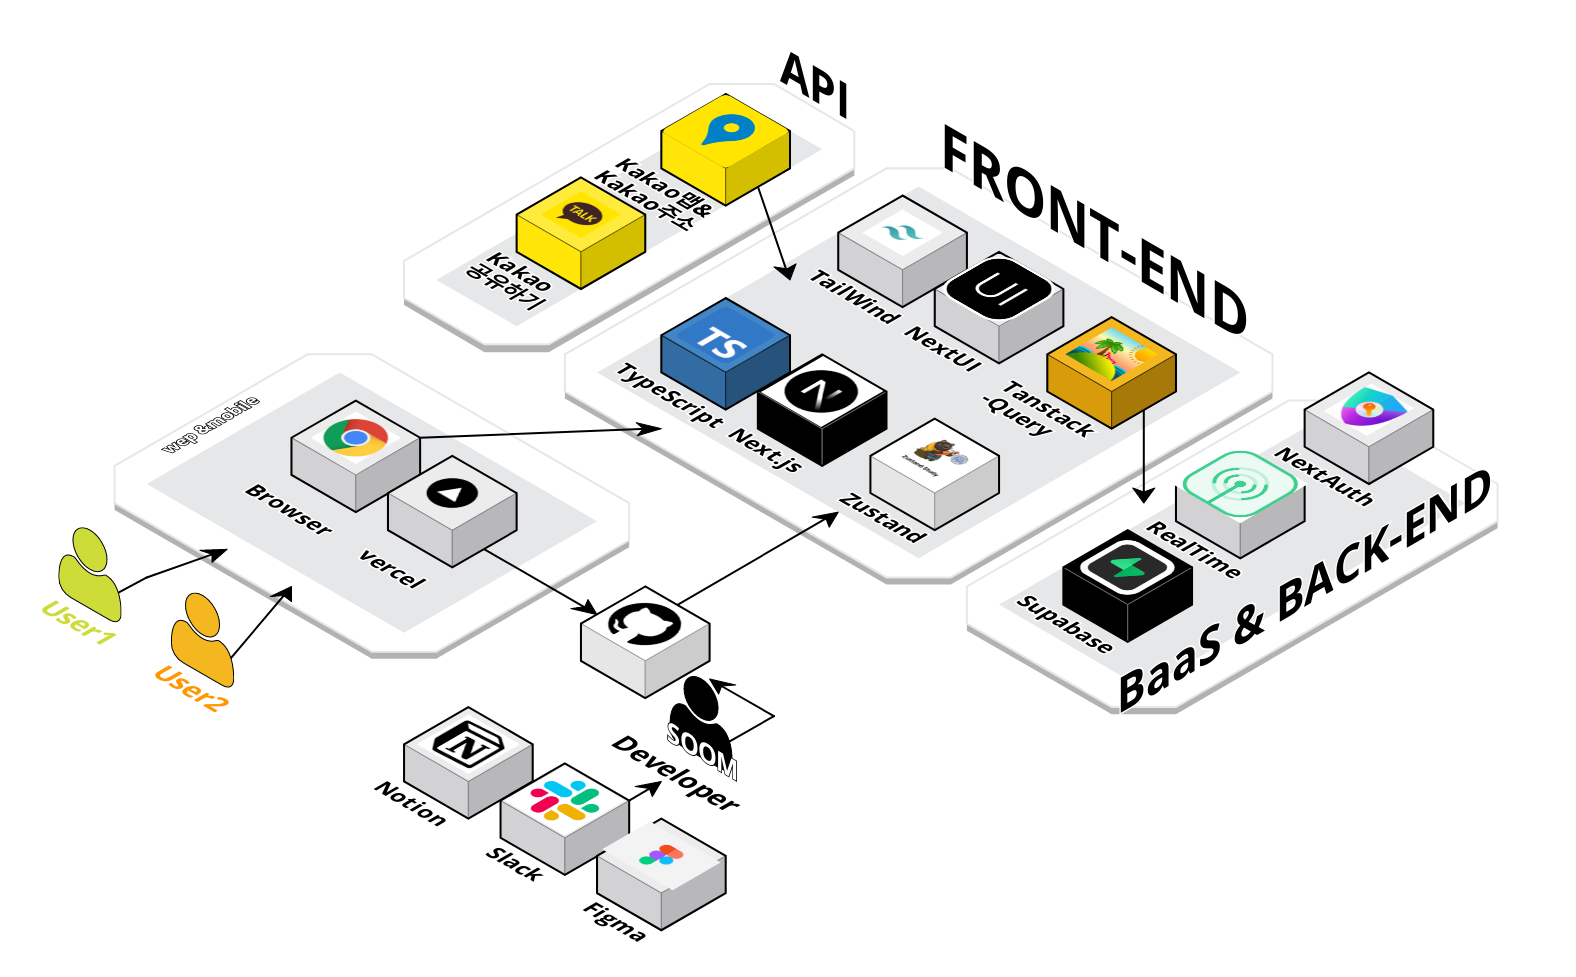 API
Kakao맵&
Kakao주소
TALK
Kakao
공유하기
FRONT-END
TailWind
UI
NextUI
TS
TypeScript
N
Next.js
Tanstack
-Query
Zustand
wep &mobile
Browser
vercel
User1
User2
NextAuth
RealTime
Supabase
BaaS & BACK-END
SOOM
Developer
N
Notion
Slack
Figma